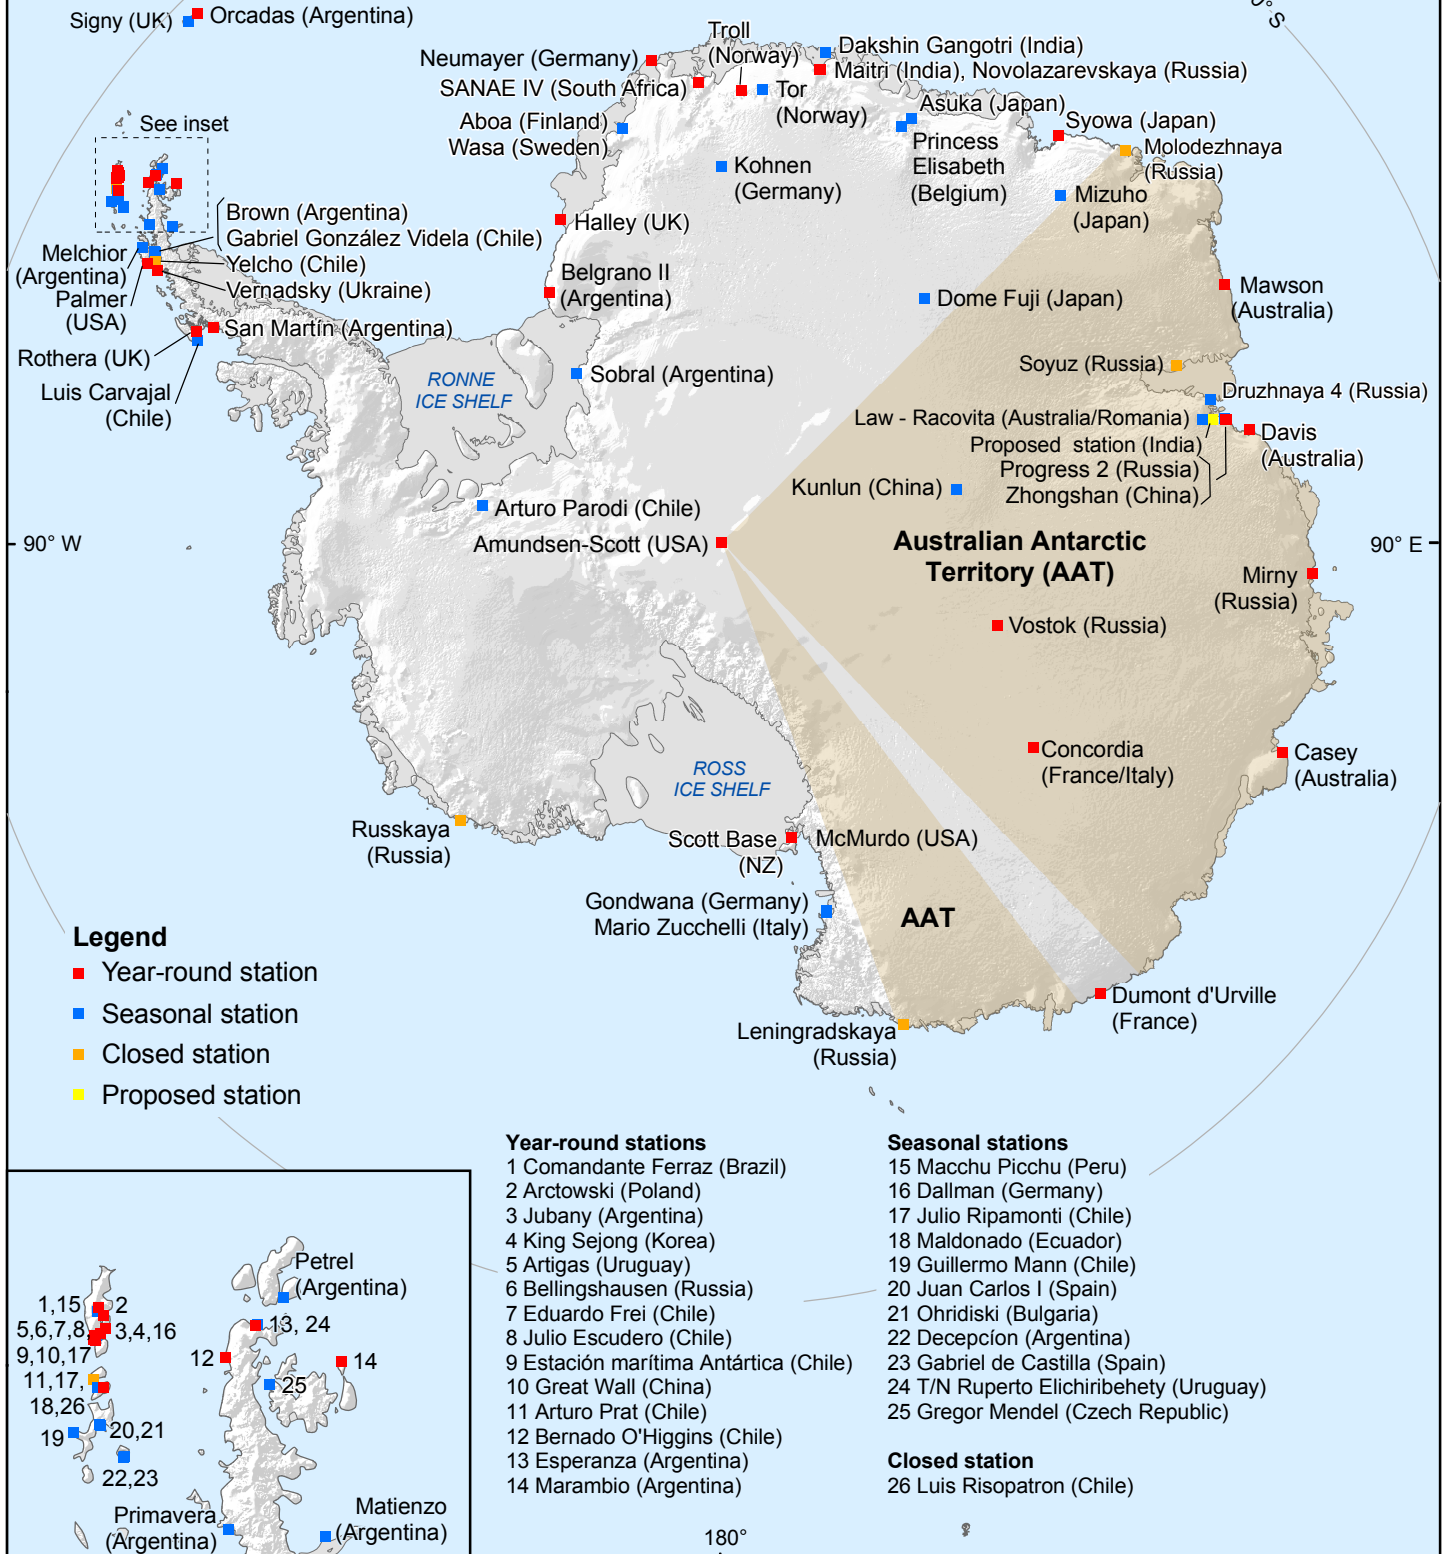 0° S
Signy (UK)
Orcadas (Argentina)
Troll
(Norway)
Neumayer (Germany)
Dakshin Gangotri (India)
Maitri (India), Novolazarevskaya (Russia)
SANAE IV (South Africa)
Tor
(Norway)
Asuka (Japan)
Aboa (Finland)
Wasa (Sweden)
Syowa (Japan)
See inset
Princess
Elisabeth
(Belgium)
Molodezhnaya
(Russia)
Kohnen
(Germany)
Mizuho
(Japan)
Brown (Argentina)
Gabriel González Videla (Chile)
Halley (UK)
Melchior
(Argentina)
Yelcho (Chile)
Vernadsky (Ukraine)
Palmer
(USA)
Belgrano II
(Argentina)
Dome Fuji (Japan)
Mawson
(Australia)
San Martín (Argentina)
Rothera (UK)
Luis Carvajal
(Chile)
RONNE
ICE SHELF
Sobral (Argentina)
Soyuz (Russia)
Druzhnaya 4 (Russia)
Law - Racovita (Australia/Romania)
Proposed station (India)
Progress 2 (Russia)
Zhongshan (China)
Davis
(Australia)
Kunlun (China)
Arturo Parodi (Chile)
90° W
Amundsen-Scott (USA)
Australian Antarctic
Territory (AAT)
90° E
Mirny
(Russia)
Vostok (Russia)
Concordia
(France/Italy)
Casey
(Australia)
ROSS
ICE SHELF
Russkaya
(Russia)
Scott Base
(NZ)
McMurdo (USA)
Gondwana (Germany)
Mario Zucchelli (Italy)
AAT
Dumont d'Urville
(France)
Leningradskaya
(Russia)
Legend
Year-round station
Seasonal station
Closed station
Proposed station
Year-round stations
1 Comandante Ferraz (Brazil)
2 Arctowski (Poland)
3 Jubany (Argentina)
4 King Sejong (Korea)
5 Artigas (Uruguay)
6 Bellingshausen (Russia)
7 Eduardo Frei (Chile)
8 Julio Escudero (Chile)
9 Estación marítima Antártica (Chile)
10 Great Wall (China)
11 Arturo Prat (Chile)
12 Bernado O'Higgins (Chile)
13 Esperanza (Argentina)
14 Marambio (Argentina)
Seasonal stations
15 Macchu Picchu (Peru)
16 Dallman (Germany)
17 Julio Ripamonti (Chile)
18 Maldonado (Ecuador)
19 Guillermo Mann (Chile)
20 Juan Carlos I (Spain)
21 Ohridiski (Bulgaria)
22 Decepcíon (Argentina)
23 Gabriel de Castilla (Spain)
24 T/N Ruperto Elichiribehety (Uruguay)
25 Gregor Mendel (Czech Republic)
Closed station
26 Luis Risopatron (Chile)
Petrel
(Argentina)
1,15
2
5,6,7,8,
3,4,16
9,10,17
13, 24
12
14
11,17,
18,26
25
19
20,21
22,23
Primavera
(Argentina)
Matienzo
(Argentina)
180°